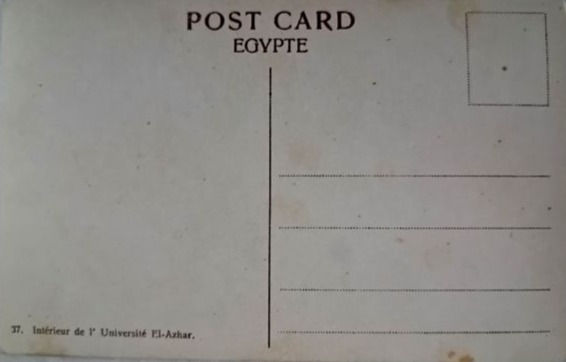 POST CARD
EGYPTE
37. Intérieur de l' Université El-Azhar.